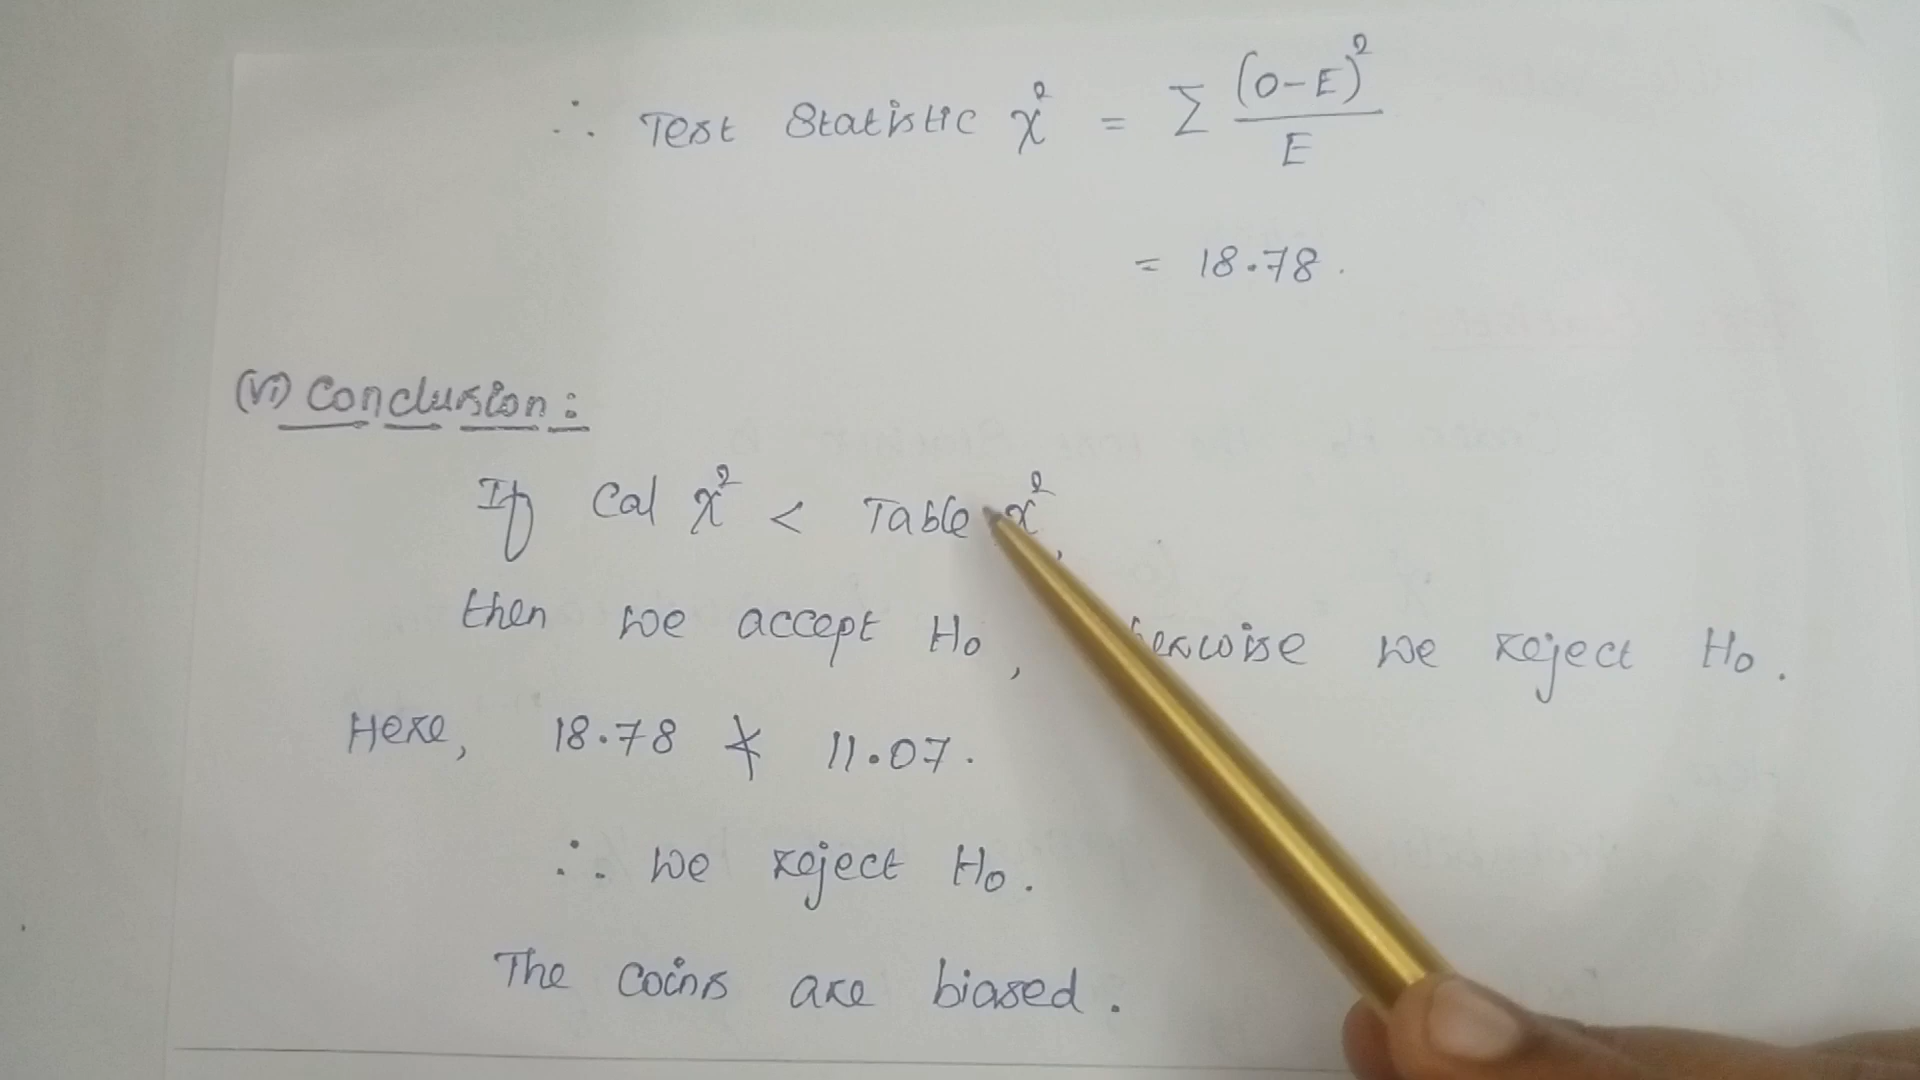 ∴ Test Statistic χ² = Σ (O-E)² / E
= 18.78.
(vi) Conclusion:
If Cal χ² < Table χ²,
then we accept H₀, we reject H₀.
Here, 18.78 ≮ 11.07.
∴ we reject H₀.
The coins are biased.